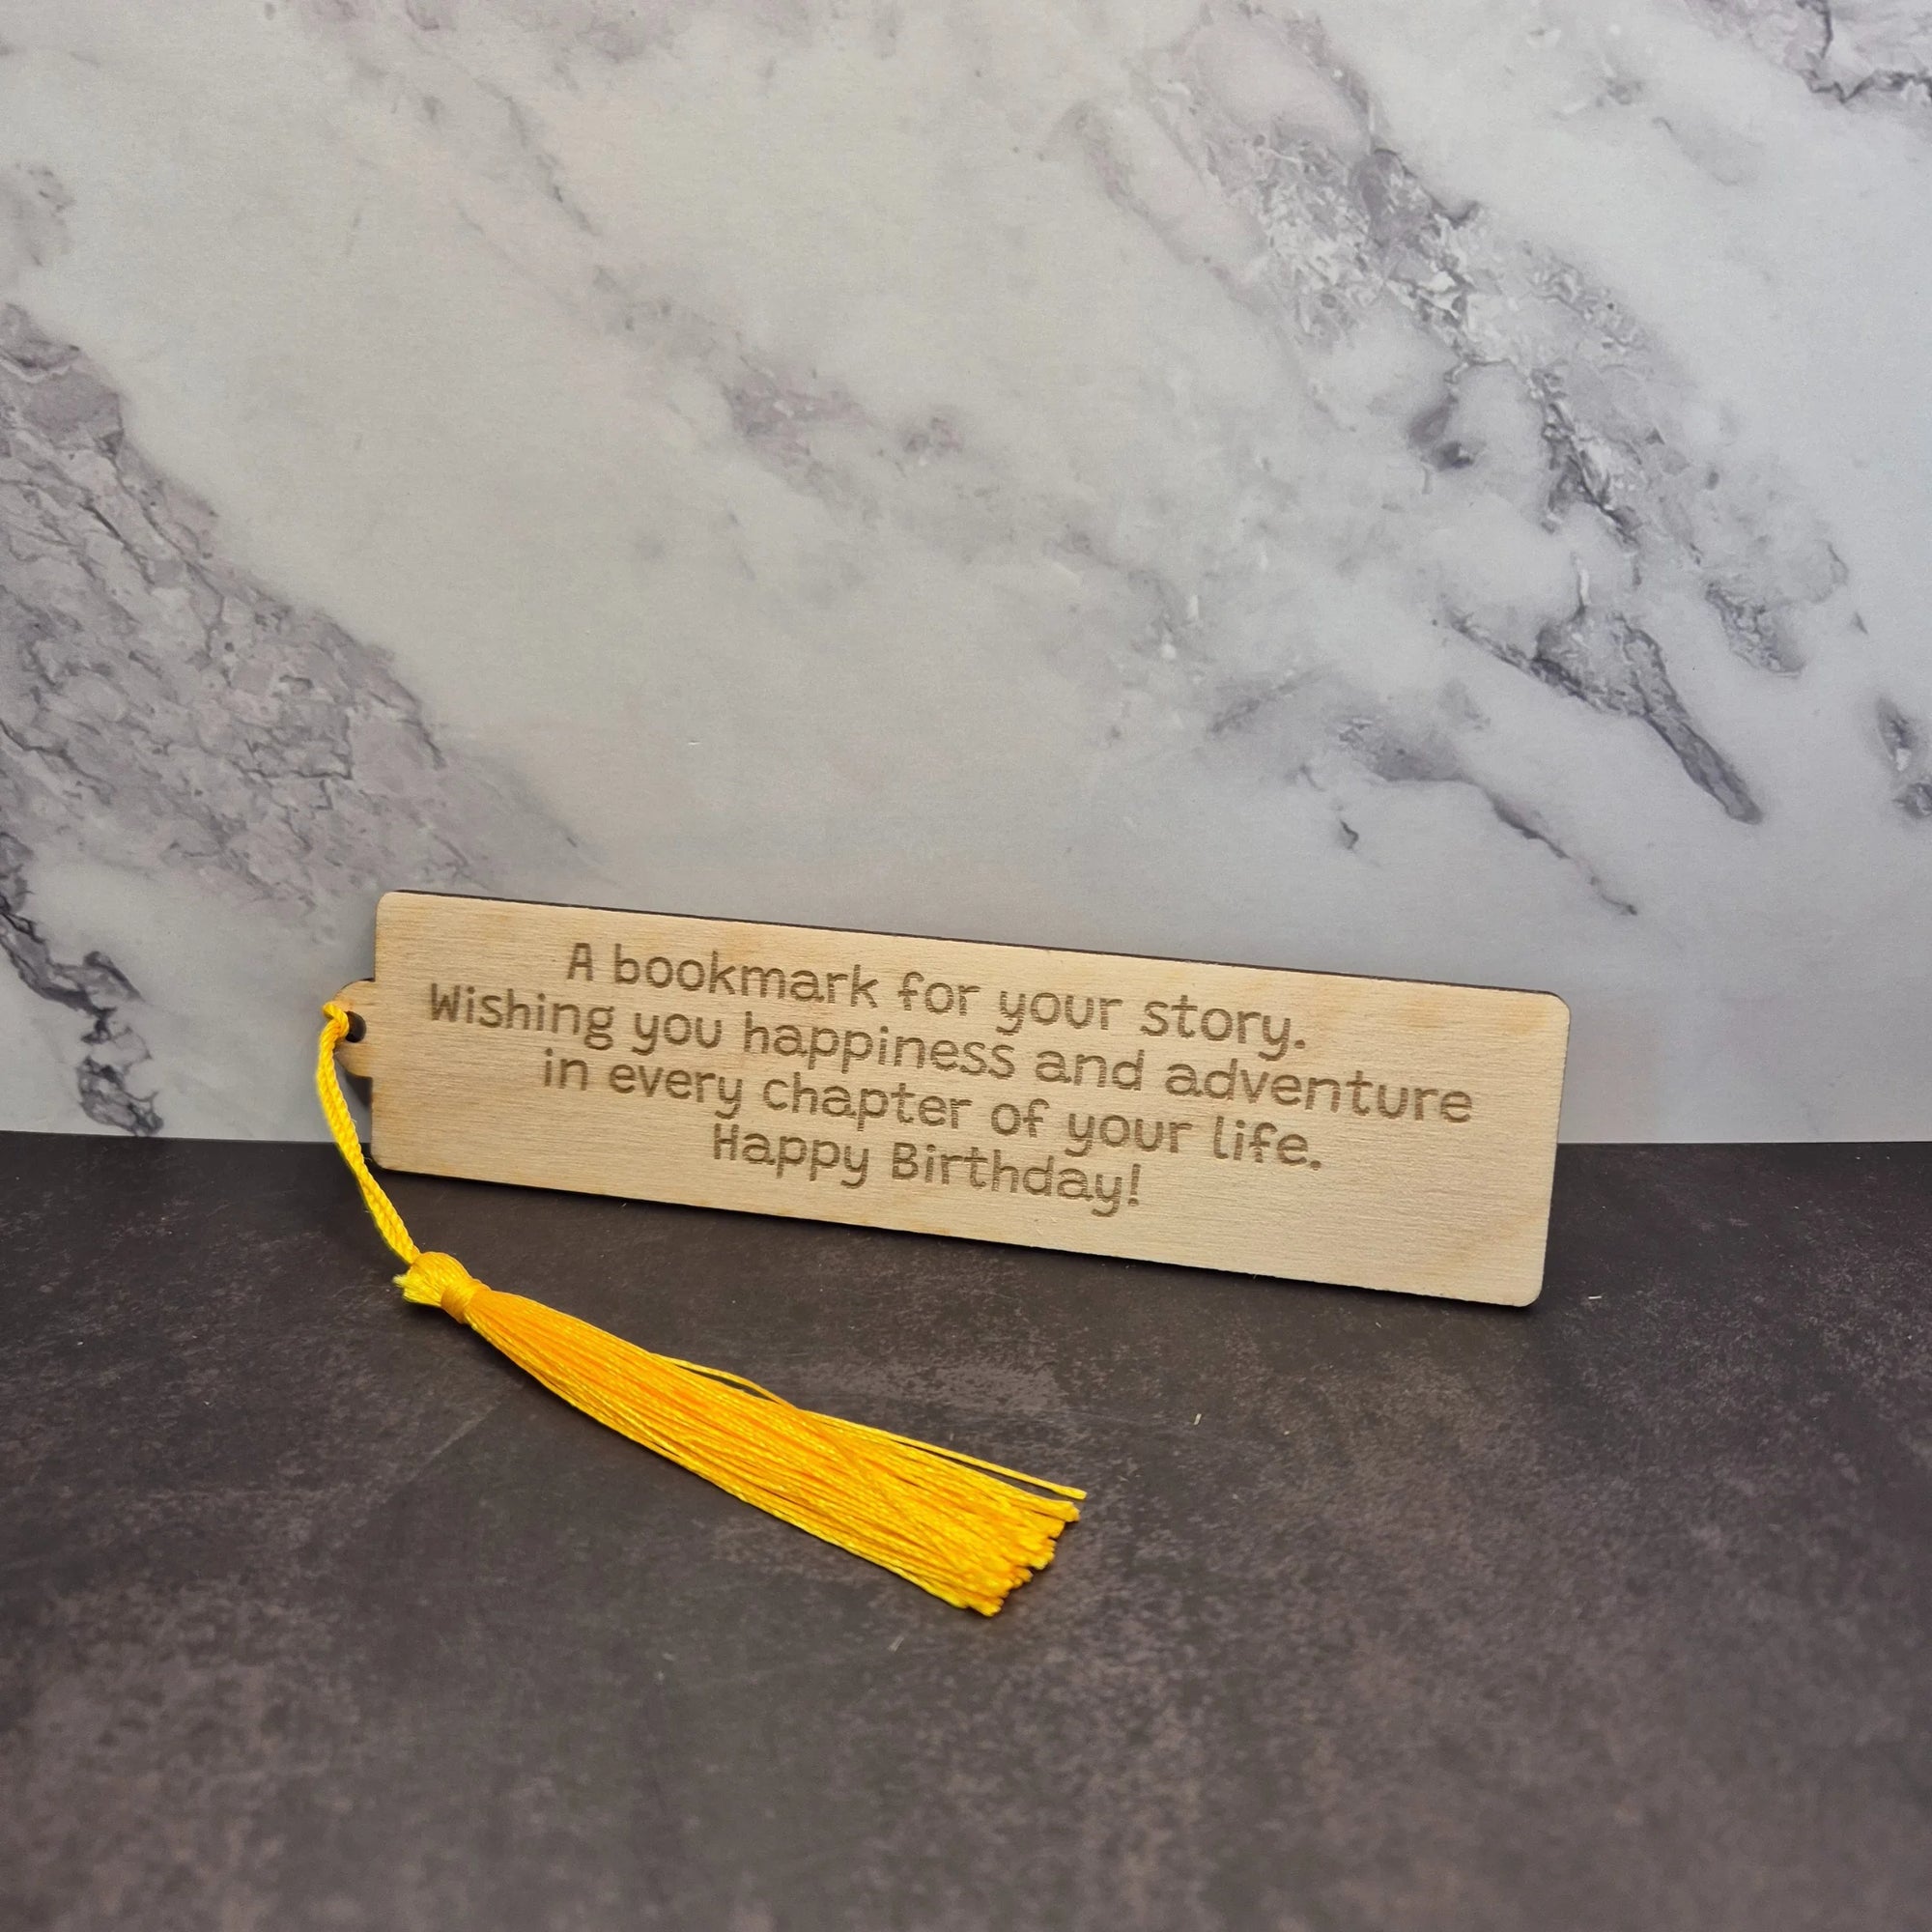 A bookmark for your story.
Wishing you happiness and adventure
in every chapter of your life.
Happy Birthday!